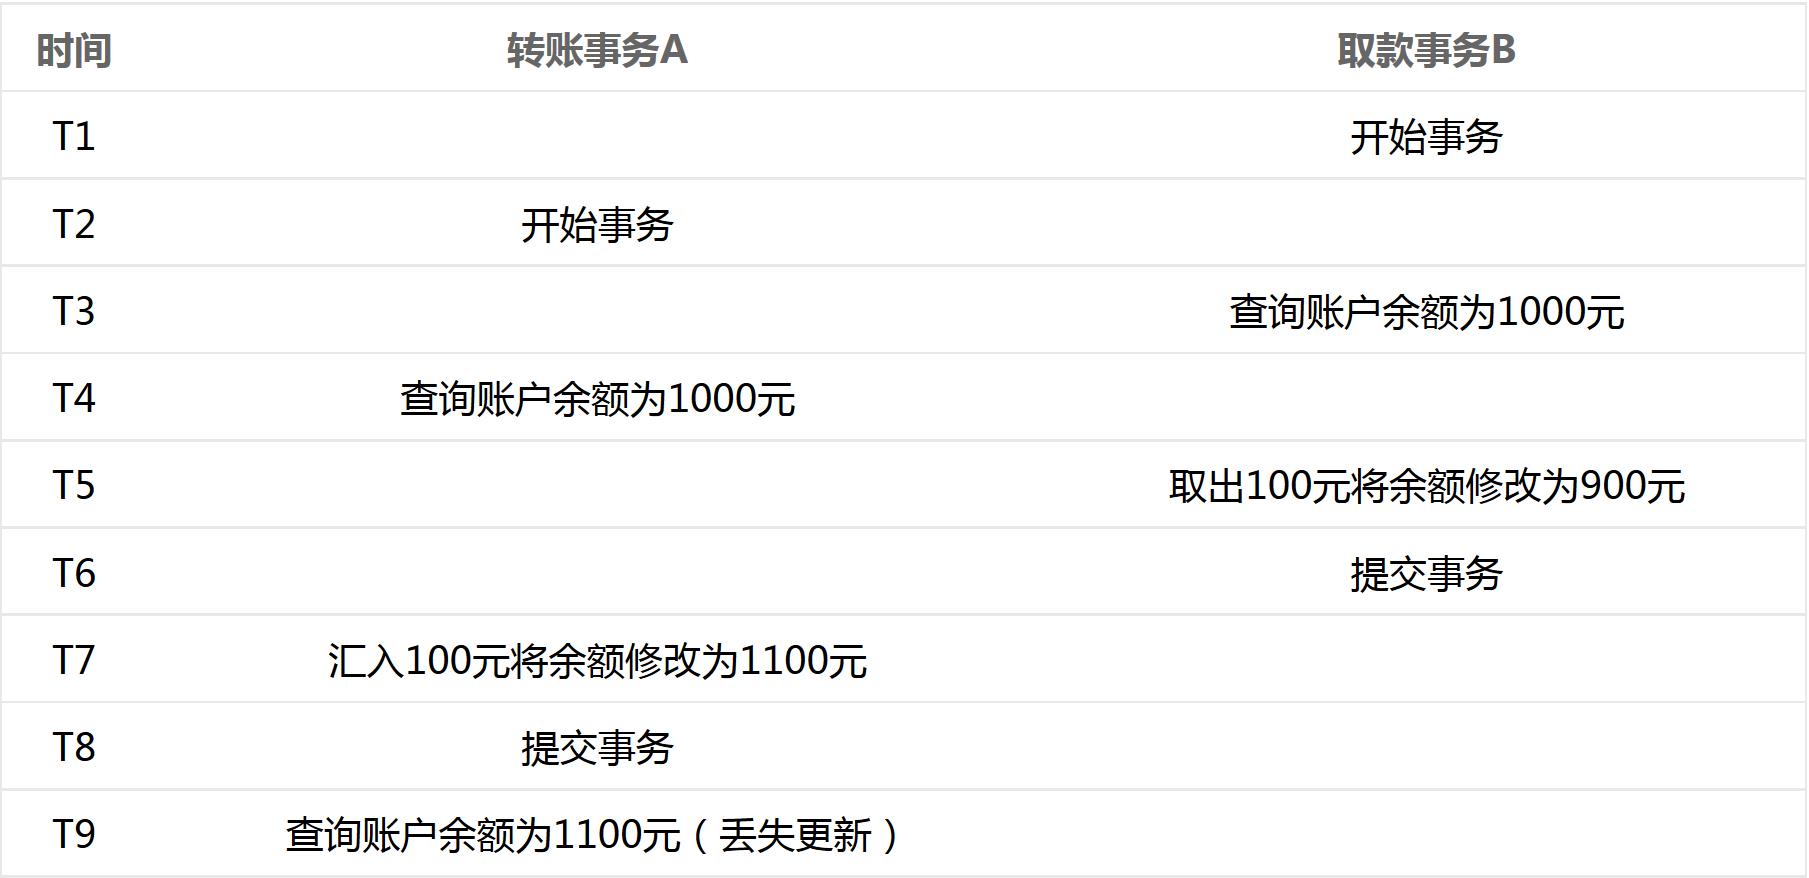 时间 转账事务A 取款事务B
T1 开始事务
T2 开始事务
T3 查询账户余额为1000元
T4 查询账户余额为1000元
T5 取出100元将余额修改为900元
T6 提交事务
T7 汇入100元将余额修改为1100元
T8 提交事务
T9 查询账户余额为1100元（丢失更新）